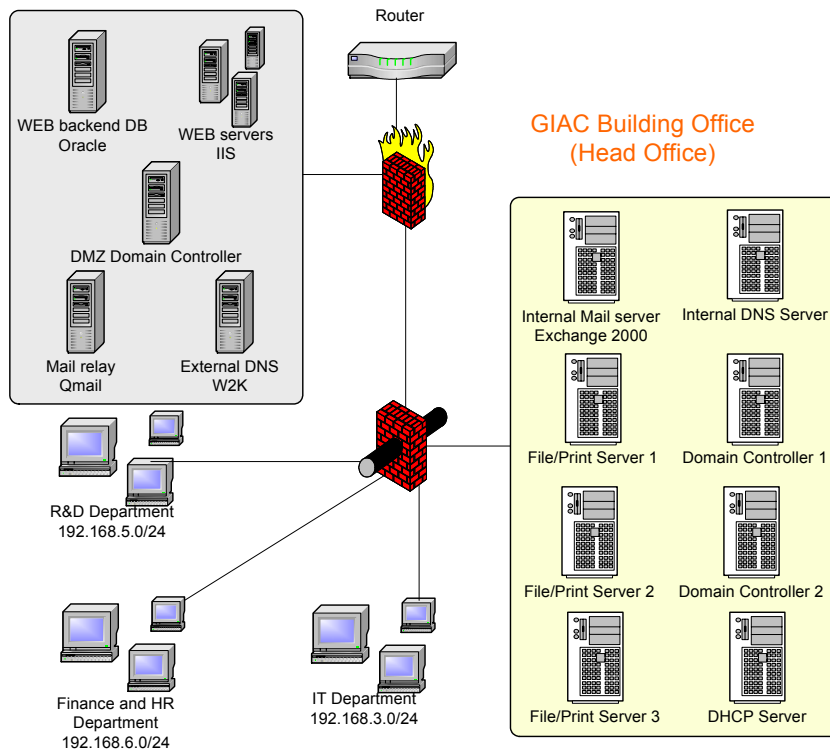 Router
WEB backend DB
Oracle
WEB servers
IIS
DMZ Domain Controller
Mail relay
Qmail
External DNS
W2K
GIAC Building Office
(Head Office)
Internal Mail server
Exchange 2000
Internal DNS Server
File/Print Server 1
Domain Controller 1
File/Print Server 2
Domain Controller 2
File/Print Server 3
DHCP Server
R&D Department
192.168.5.0/24
Finance and HR
Department
192.168.6.0/24
IT Department
192.168.3.0/24